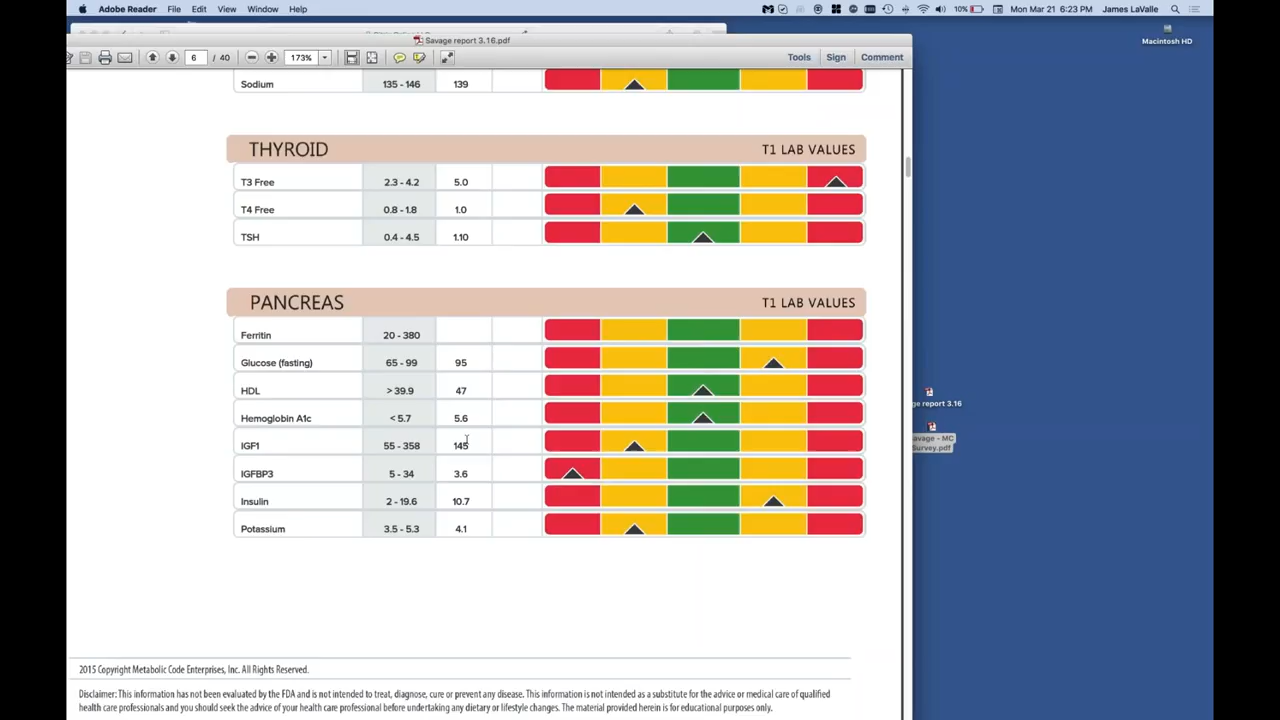 Adobe Reader File Edit View Window Help 10% Mon Mar 21 6:23 PM James LaValle
Savage report 3.16.pdf
Macintosh HD
6 / 40 173% Tools Sign Comment
Sodium 135 - 146 139
THYROID T1 LAB VALUES
T3 Free 2.3 - 4.2 5.0
T4 Free 0.8 - 1.8 1.0
TSH 0.4 - 4.5 1.10
PANCREAS T1 LAB VALUES
Ferritin 20 - 380
Glucose (fasting) 65 - 99 95
HDL > 39.9 47
ge report 3.16
Hemoglobin A1c < 5.7 5.6
avage - MC
Survey.pdf
IGF1 55 - 358 145
IGFBP3 5 - 34 3.6
Insulin 2 - 19.6 10.7
Potassium 3.5 - 5.3 4.1
2015 Copyright Metabolic Code Enterprises, Inc. All Rights Reserved.
Disclaimer: This information has not been evaluated by the FDA and is not intended to treat, diagnose, cure or prevent any disease. This information is not intended as a substitute for the advice or medical care of qualified
health care professionals and you should seek the advice of your health care professional before undertaking any dietary or lifestyle changes. The material provided herein is for educational purposes only.